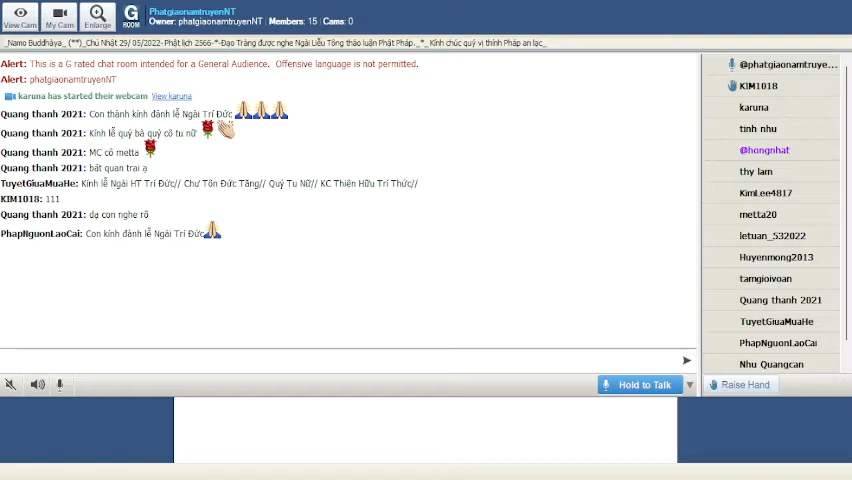 View Cam
My Cam
Enlarge
G
ROOM
PhatgiaonamtruyenNT
Owner: phatgiaonamtruyenNT | Members: 15 | Cams: 0
_Namo Buddhàya_ (**)_Chủ Nhật 29/ 05/2022- Phật lịch 2566-*-Đạo Tràng được nghe Ngài Liễu Tông thảo luận Phật Pháp._*_ Kính chúc quý vị thính Pháp an lạc_
Alert: This is a G rated chat room intended for a General Audience. Offensive language is not permitted.
Alert: phatgiaonamtruyenNT
karuna has started their webcam View karuna
Quang thanh 2021: Con thành kính đảnh lễ Ngài Trí Đức
Quang thanh 2021: Kính lễ quý bà quý cô tu nữ
Quang thanh 2021: MC cô metta
Quang thanh 2021: bát quan trai ạ
TuyetGiuaMuaHe: Kính lễ Ngài HT Trí Đức// Chư Tôn Đức Tăng// Quý Tu Nữ// KC Thiện Hữu Trí Thức//
KIM1018: 111
Quang thanh 2021: dạ con nghe rõ
PhapNguonLaoCai: Con kính đảnh lễ Ngài Trí Đức
Hold to Talk
@phatgiaonamtruye...
KIM1018
karuna
tinh nhu
@hongnhat
thy lam
KimLee4817
metta20
letuan_532022
Huyenmong2013
tamgioivoan
Quang thanh 2021
TuyetGiuaMuaHe
PhapNguonLaoCai
Nhu Quangcan
Raise Hand